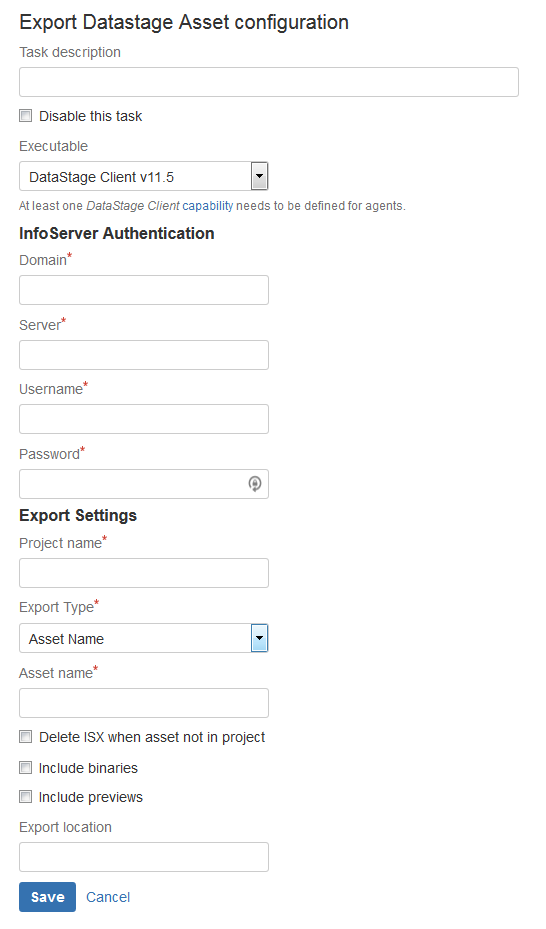 Export Datastage Asset configuration
Task description
Disable this task
Executable
DataStage Client v11.5
At least one DataStage Client capability needs to be defined for agents.
InfoServer Authentication
Domain*
Server*
Username*
Password*
Export Settings
Project name*
Export Type*
Asset Name
Asset name*
Delete ISX when asset not in project
Include binaries
Include previews
Export location
Save Cancel